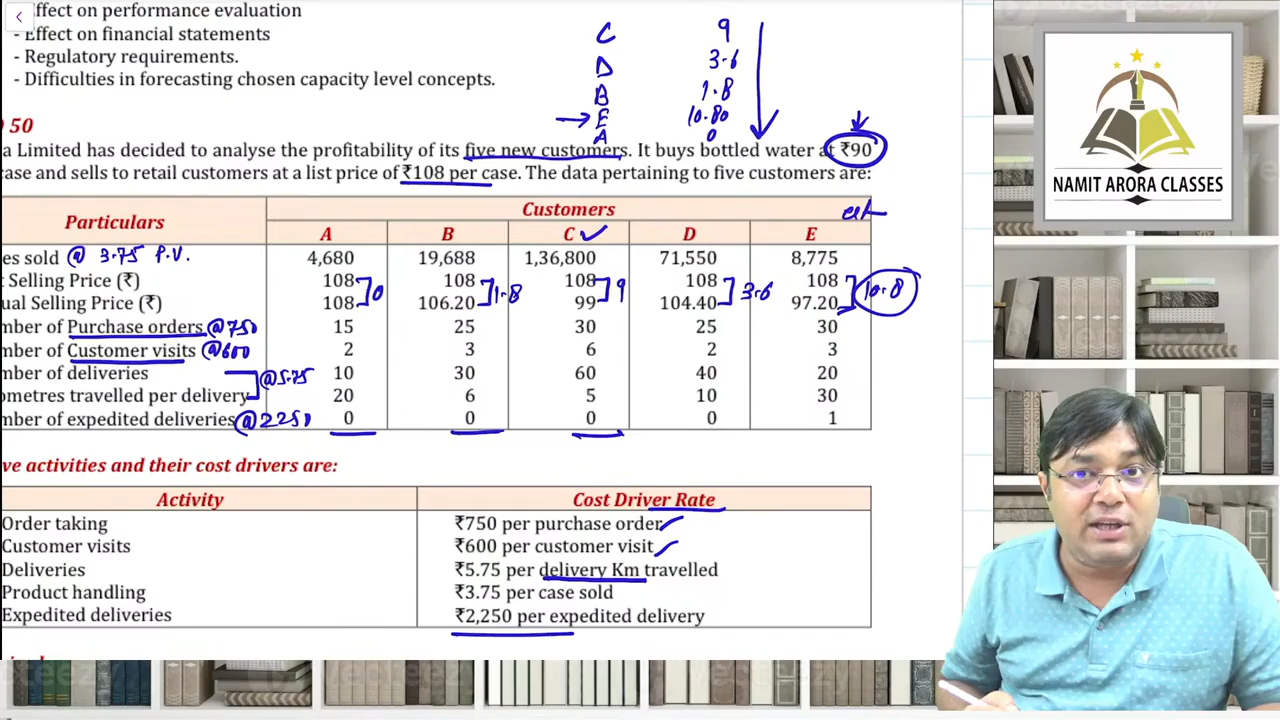 Effect on performance evaluation
- Effect on financial statements
- Regulatory requirements.
- Difficulties in forecasting chosen capacity level concepts.
C 9
D 3.6
B 1.8
E 10.80
A 0
50
a Limited has decided to analyse the profitability of its five new customers. It buys bottled water at ₹90
case and sells to retail customers at a list price of ₹108 per case. The data pertaining to five customers are:
Particulars Customers
A B C D E
es sold @ 3.75 P.V. 4,680 19,688 1,36,800 71,550 8,775
t Selling Price (₹) 108 108 108 108 108
ual Selling Price (₹) 108 106.20 99 104.40 97.20
0 1.8 9 3.6 10.8
mber of Purchase orders @750 15 25 30 25 30
mber of Customer visits @600 2 3 6 2 3
mber of deliveries 10 30 60 40 20
@5.75
ometres travelled per delivery 20 6 5 10 30
mber of expedited deliveries @2250 0 0 0 0 1
ve activities and their cost drivers are:
Activity Cost Driver Rate
Order taking ₹750 per purchase order
Customer visits ₹600 per customer visit
Deliveries ₹5.75 per delivery Km travelled
Product handling ₹3.75 per case sold
Expedited deliveries ₹2,250 per expedited delivery
NAMIT ARORA CLASSES